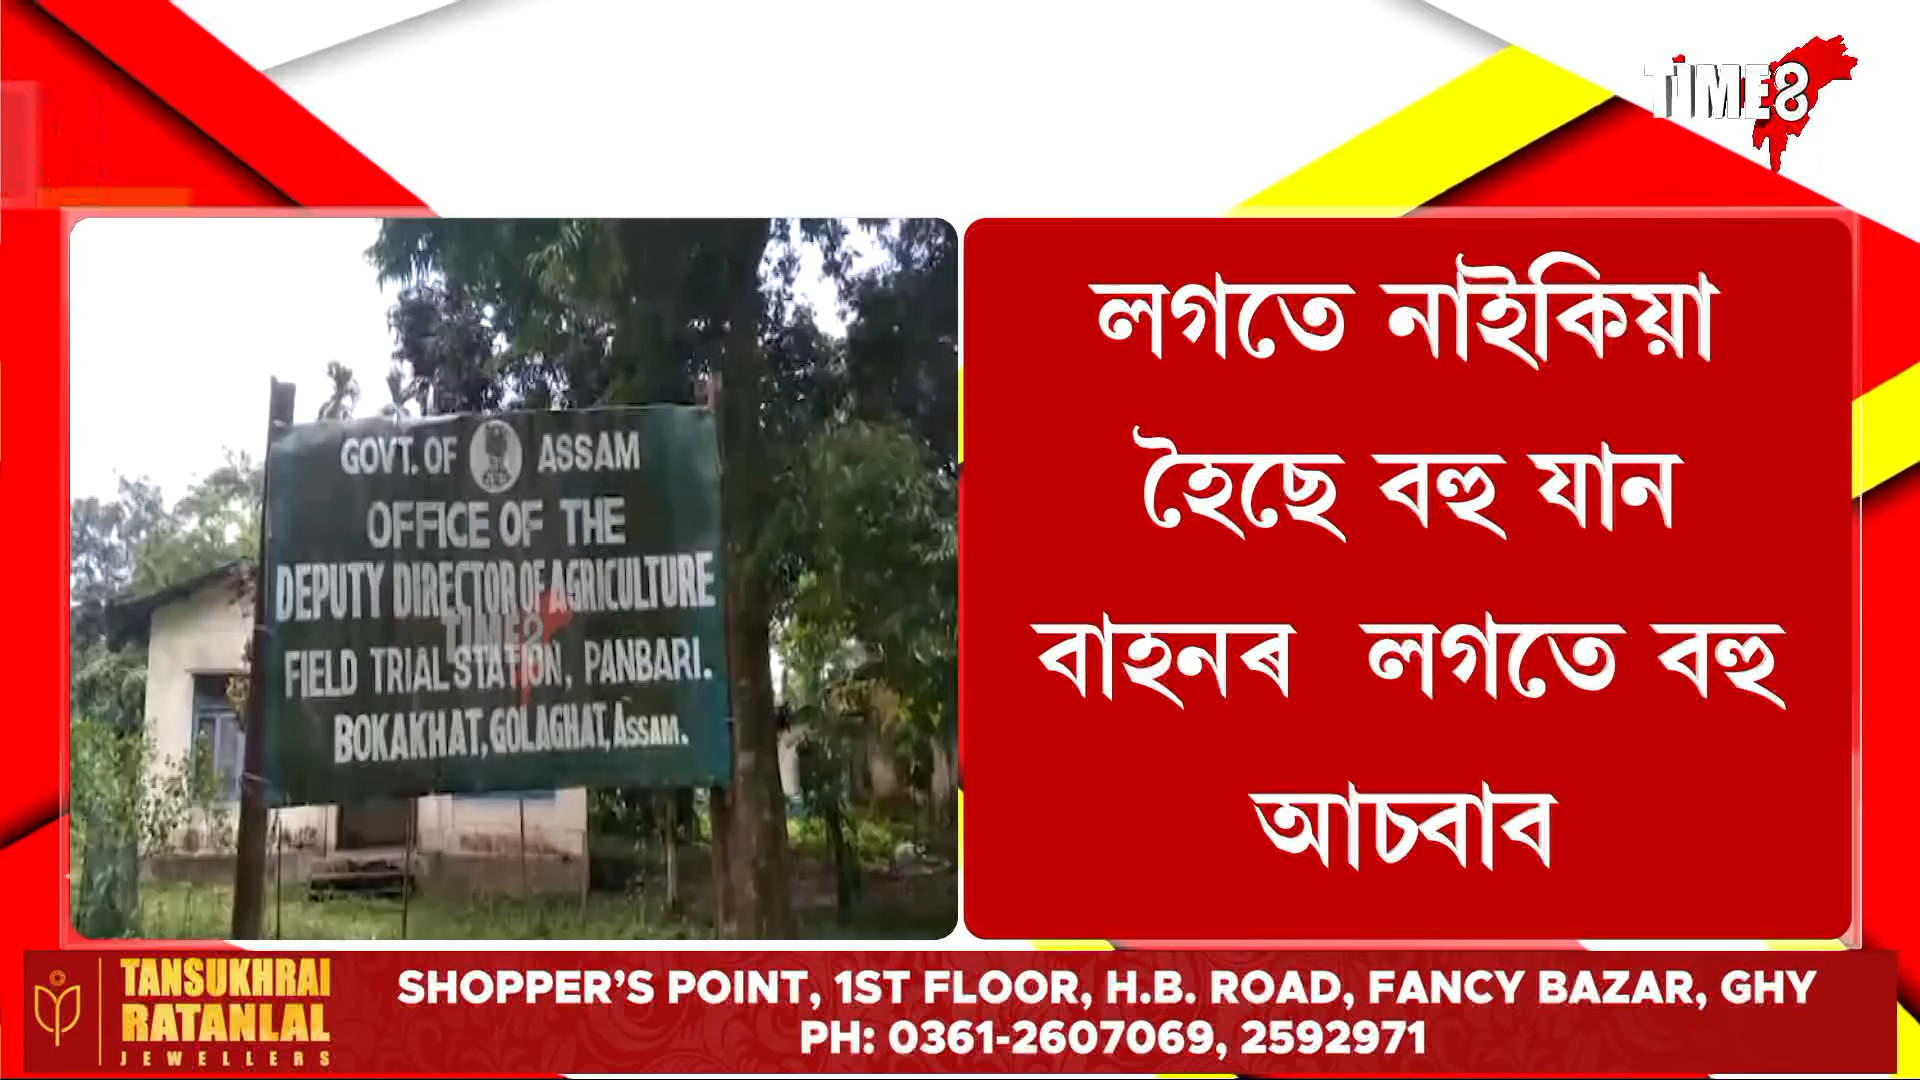 TIME8
GOVT. OF ASSAM
OFFICE OF THE
DEPUTY DIRECTOR OF AGRICULTURE
TIME8
FIELD TRIAL STATION, PANBARI.
BOKAKHAT, GOLAGHAT, ASSAM.
লগতে নাইকিয়া
হৈছে বহু যান
বাহনৰ লগতে বহু
আচবাব
TANSUKHRAI
RATANLAL
JEWELLERS
SHOPPER'S POINT, 1ST FLOOR, H.B. ROAD, FANCY BAZAR, GHY
PH: 0361-2607069, 2592971